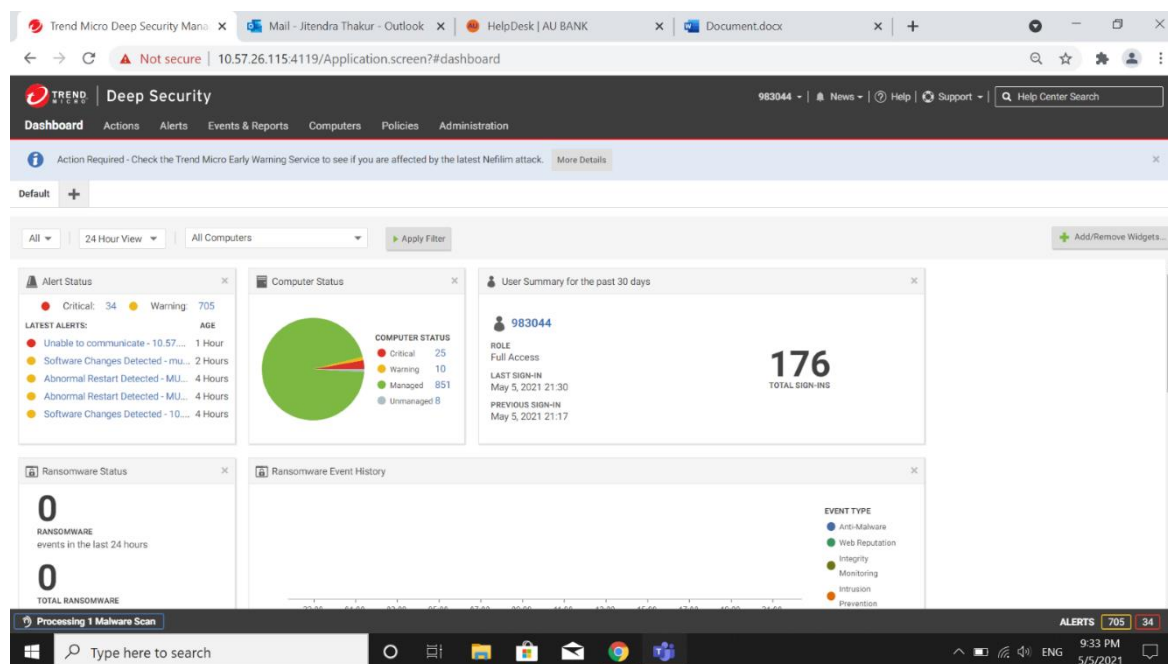 Trend Micro Deep Security Mana
Mail - Jitendra Thakur - Outlook
HelpDesk | AU BANK
Document.docx
Not secure | 10.57.26.115:4119/Application.screen?#dashboard
TREND MICRO | Deep Security
983044 | News | Help | Support | Help Center Search
Dashboard Actions Alerts Events & Reports Computers Policies Administration
Action Required - Check the Trend Micro Early Warning Service to see if you are affected by the latest Nefilim attack. More Details
Default
All 24 Hour View All Computers Apply Filter Add/Remove Widgets...
Alert Status
Critical: 34 Warning: 705
LATEST ALERTS: AGE
Unable to communicate - 10.57.... 1 Hour
Software Changes Detected - mu... 2 Hours
Abnormal Restart Detected - MU... 4 Hours
Abnormal Restart Detected - MU... 4 Hours
Software Changes Detected - 10.... 4 Hours
Computer Status
COMPUTER STATUS
Critical 25
Warning 10
Managed 851
Unmanaged 8
User Summary for the past 30 days
983044
ROLE
Full Access
LAST SIGN-IN
May 5, 2021 21:30
PREVIOUS SIGN-IN
May 5, 2021 21:17
176
TOTAL SIGN-INS
Ransomware Status
0
RANSOMWARE
events in the last 24 hours
0
TOTAL RANSOMWARE
Ransomware Event History
EVENT TYPE
Anti-Malware
Web Reputation
Integrity
Monitoring
Intrusion
Prevention
Processing 1 Malware Scan
ALERTS 705 34
Type here to search
ENG
9:33 PM
5/5/2021